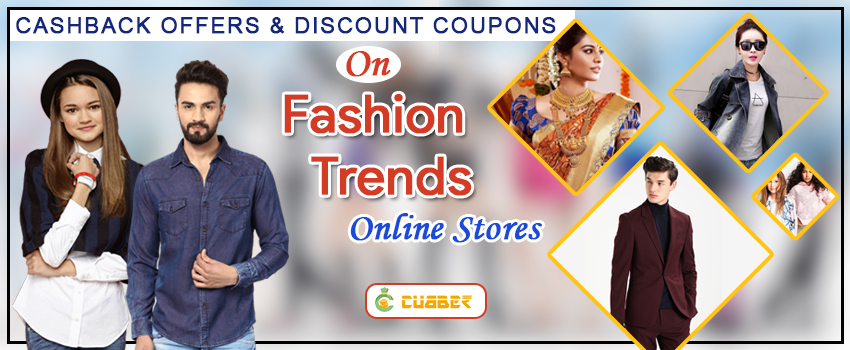 CASHBACK OFFERS & DISCOUNT COUPONS
On
Fashion
Trends
Online Stores
CUBBER